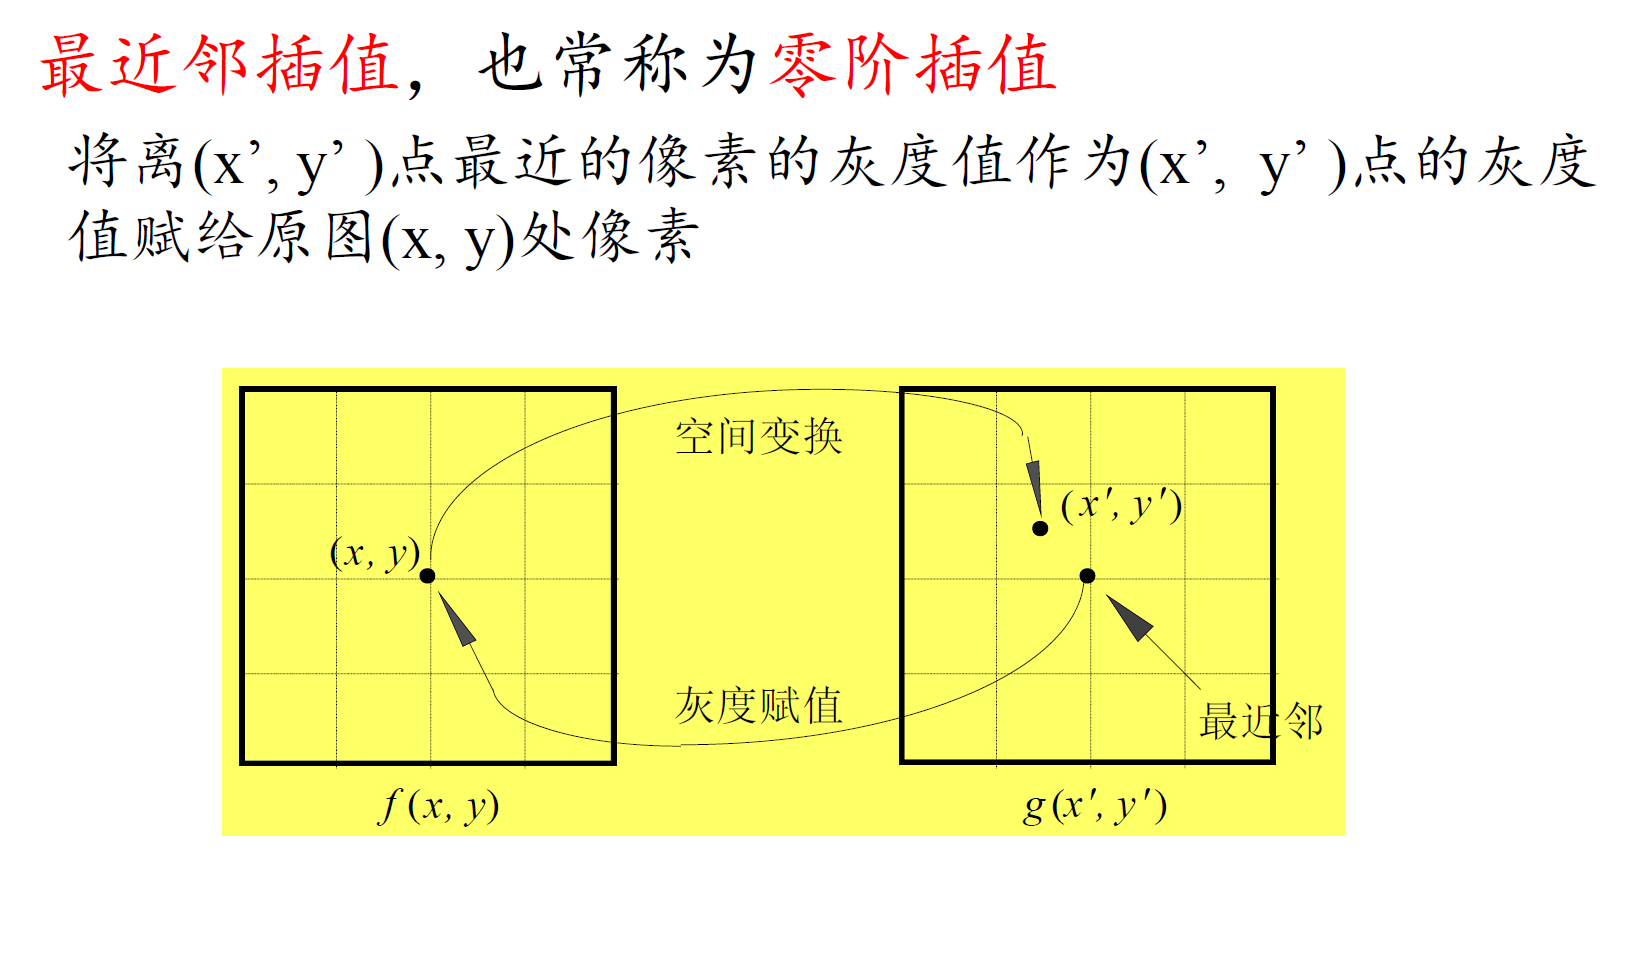 最近邻插值，也常称为零阶插值
将离(x’, y’ )点最近的像素的灰度值作为(x’, y’ )点的灰度
值赋给原图(x, y)处像素
空间变换
(x′, y′)
(x, y)
灰度赋值
最近邻
f (x, y)
g(x′, y′)